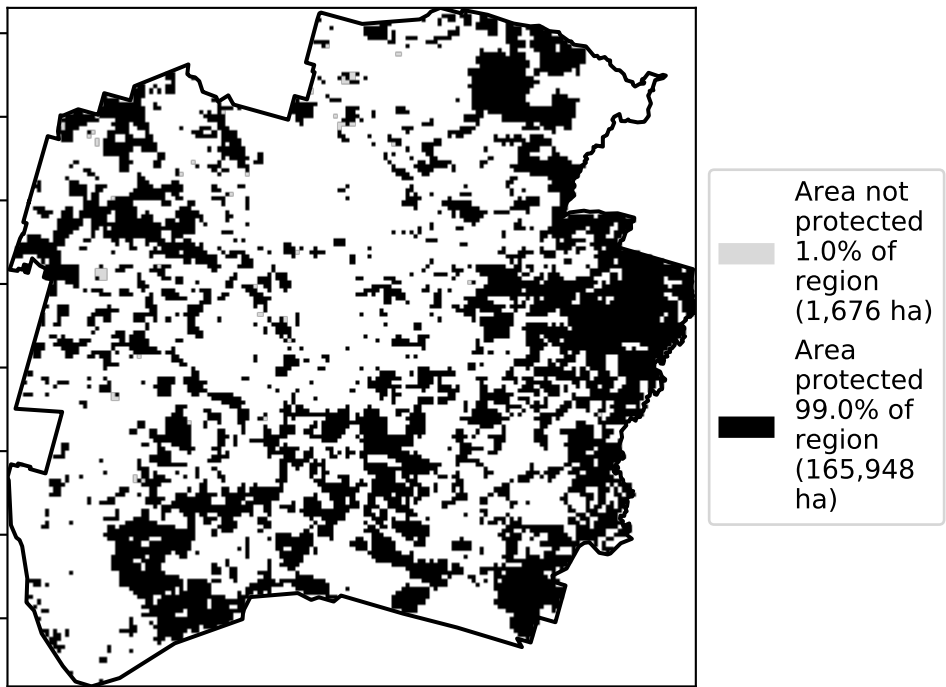 Area not
protected
1.0% of
region
(1,676 ha)
Area
protected
99.0% of
region
(165,948
ha)